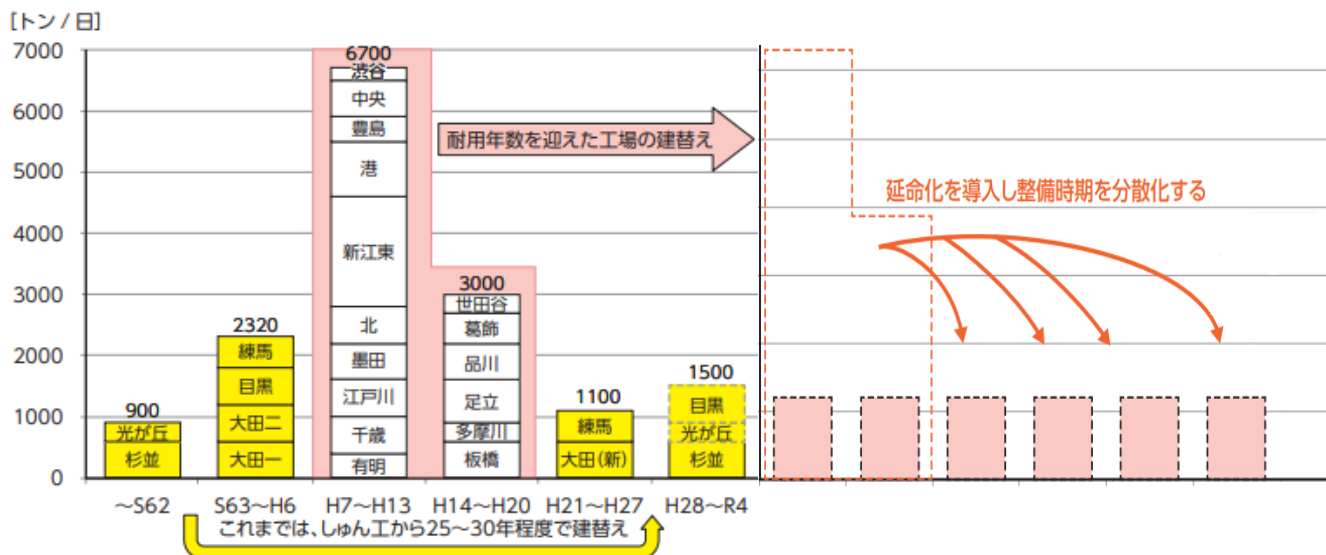 [トン / 日]
7000
6000
5000
4000
3000
2000
1000
0
900
光が丘
杉並
2320
練馬
目黒
大田二
大田一
6700
渋谷
中央
豊島
港
新江東
北
墨田
江戸川
千歳
有明
3000
世田谷
葛飾
品川
足立
多摩川
板橋
1100
練馬
大田(新)
1500
目黒
光が丘
杉並
耐用年数を迎えた工場の建替え
延命化を導入し整備時期を分散化する
～S62
S63～H6
H7～H13
H14～H20
H21～H27
H28～R4
これまでは、しゅん工から25～30年程度で建替え